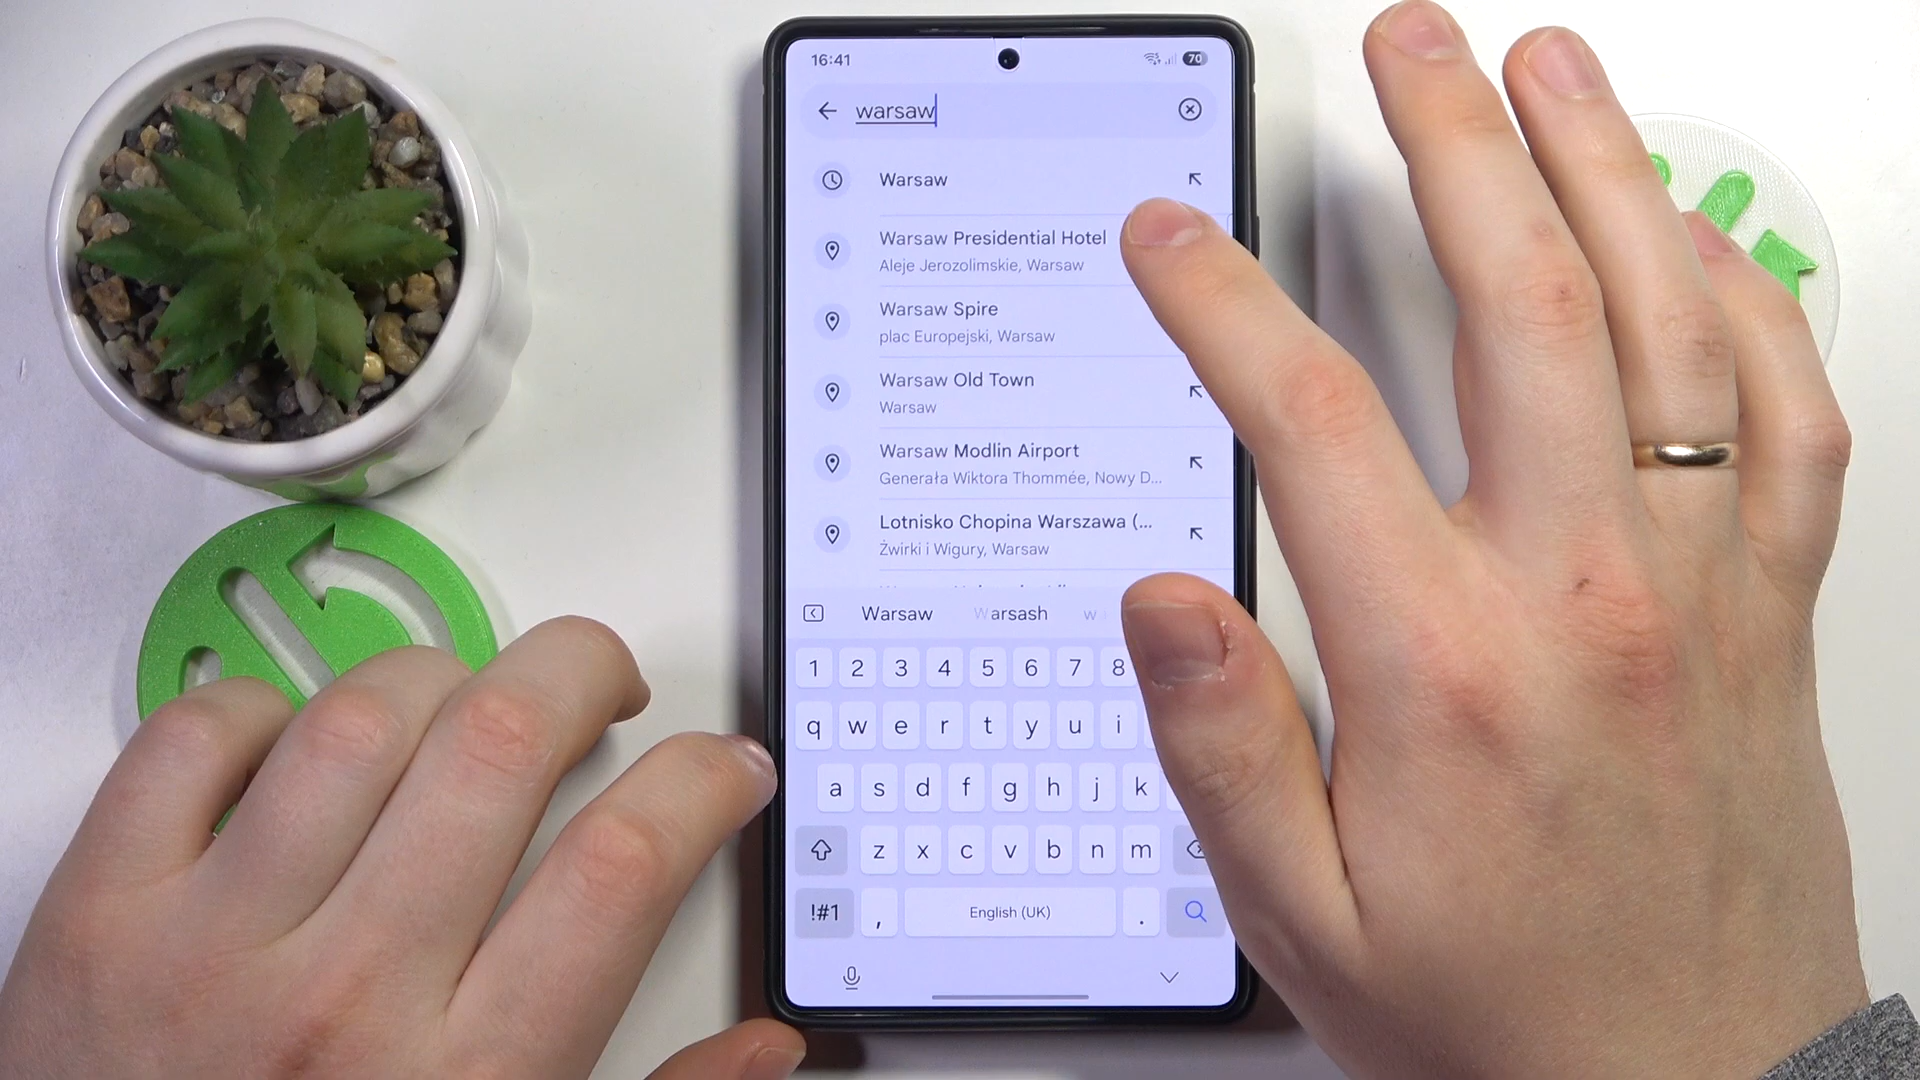 16:41
70
warsaw
Warsaw
Warsaw Presidential Hotel
Aleje Jerozolimskie, Warsaw
Warsaw Spire
plac Europejski, Warsaw
Warsaw Old Town
Warsaw
Warsaw Modlin Airport
Generała Wiktora Thommée, Nowy D...
Lotnisko Chopina Warszawa (...
Żwirki i Wigury, Warsaw
Warsaw Warsash w
1 2 3 4 5 6 7 8
q w e r t y u i
a s d f g h j k
z x c v b n m
!#1 , English (UK) .